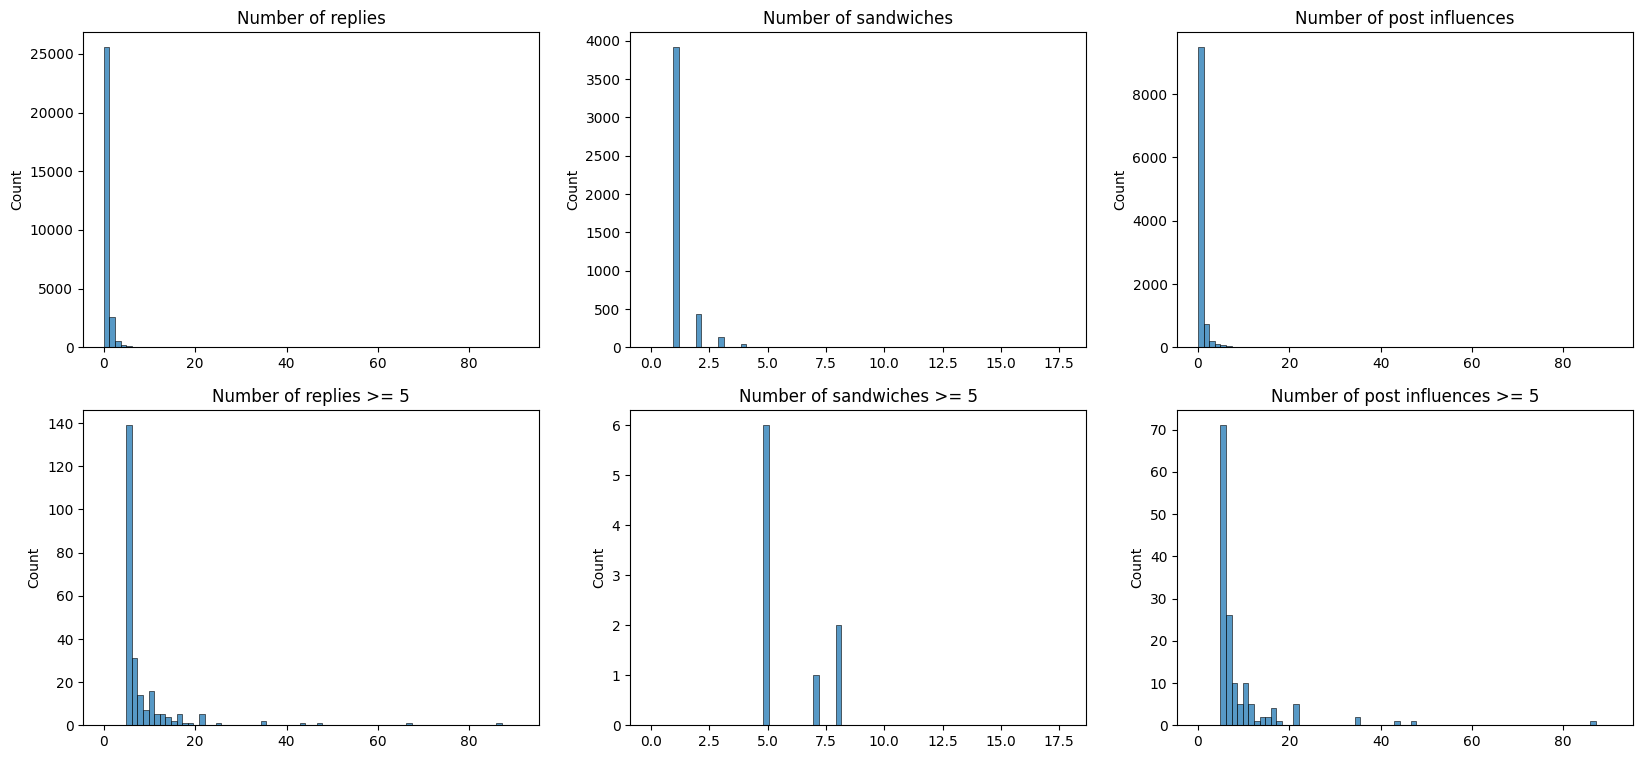 Number of replies
Number of sandwiches
Number of post influences
Count
25000
20000
15000
10000
5000
0
0 20 40 60 80
Count
4000
3500
3000
2500
2000
1500
1000
500
0
0.0 2.5 5.0 7.5 10.0 12.5 15.0 17.5
Count
8000
6000
4000
2000
0
0 20 40 60 80
Number of replies >= 5
Number of sandwiches >= 5
Number of post influences >= 5
Count
140
120
100
80
60
40
20
0
0 20 40 60 80
Count
6
5
4
3
2
1
0
0.0 2.5 5.0 7.5 10.0 12.5 15.0 17.5
Count
70
60
50
40
30
20
10
0
0 20 40 60 80